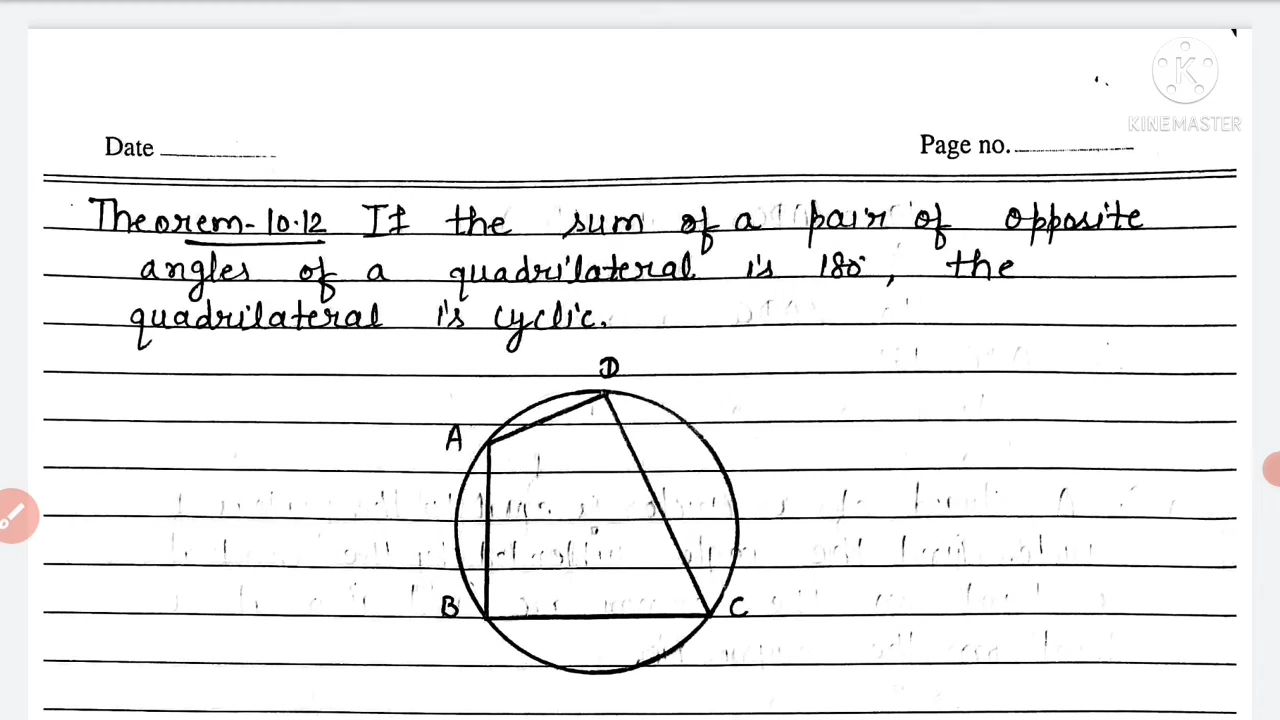 KINEMASTER
Date
Page no.
Theorem-10.12 If the sum of a pair of opposite
angles of a quadrilateral is 180°, the
quadrilateral is cyclic.
D
A
B
C